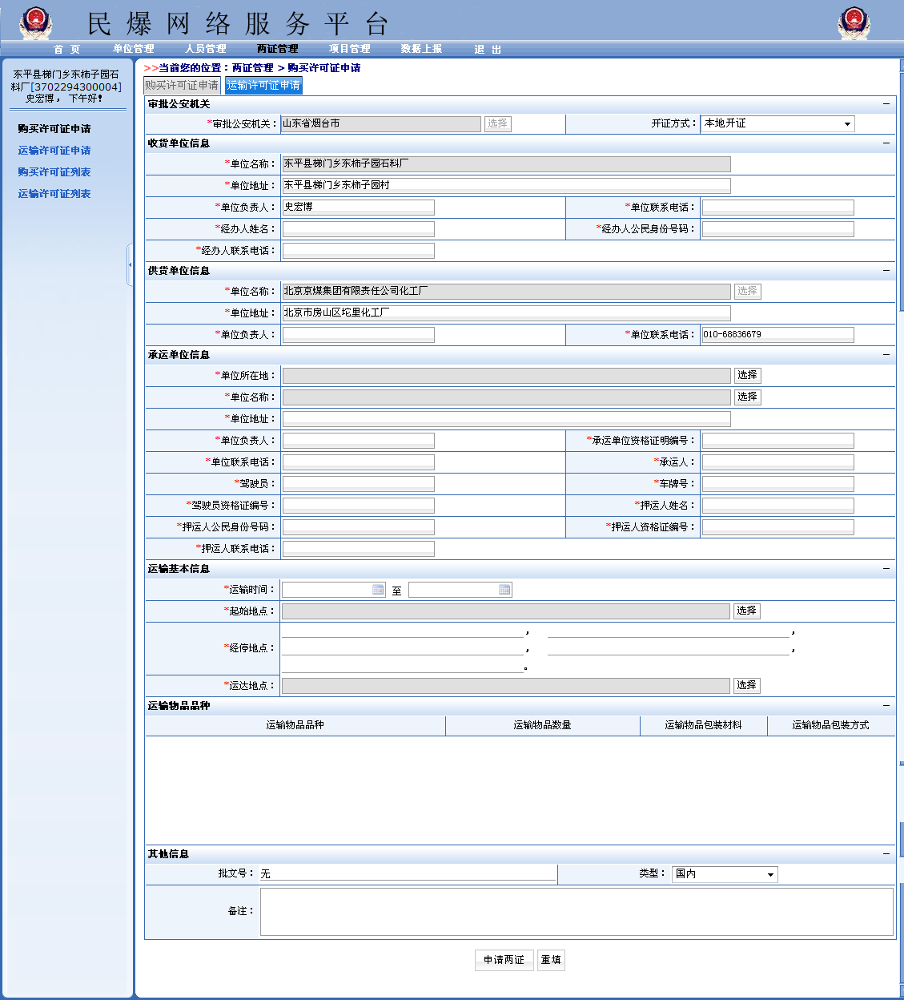 民爆网络服务平台
首 页 单位管理 人员管理 两证管理 项目管理 数据上报 退 出
东平县梯门乡东柿子园石
料厂[3702294300004]
史宏博， 下午好!
购买许可证申请
运输许可证申请
购买许可证列表
运输许可证列表
>>当前您的位置：两证管理 > 购买许可证申请
购买许可证申请 运输许可证申请
审批公安机关
*审批公安机关： 山东省烟台市 选择 开证方式： 本地开证
收货单位信息
*单位名称： 东平县梯门乡东柿子园石料厂
*单位地址： 东平县梯门乡东柿子园村
*单位负责人： 史宏博 *单位联系电话：
*经办人姓名： *经办人公民身份号码：
*经办人联系电话：
供货单位信息
*单位名称： 北京京煤集团有限责任公司化工厂 选择
*单位地址： 北京市房山区坨里化工厂
*单位负责人： *单位联系电话： 010-68836679
承运单位信息
*单位所在地： 选择
*单位名称： 选择
*单位地址：
*单位负责人： *承运单位资格证明编号：
*单位联系电话： *承运人：
*驾驶员： *车牌号：
*驾驶员资格证编号： *押运人姓名：
*押运人公民身份号码： *押运人资格证编号：
*押运人联系电话：
运输基本信息
*运输时间： 至
*起始地点： 选择
， ，
*经停地点： ， ，
。
*运达地点： 选择
运输物品品种
运输物品品种 运输物品数量 运输物品包装材料 运输物品包装方式
其他信息
批文号： 无 类型： 国内
备注：
申请两证 重填